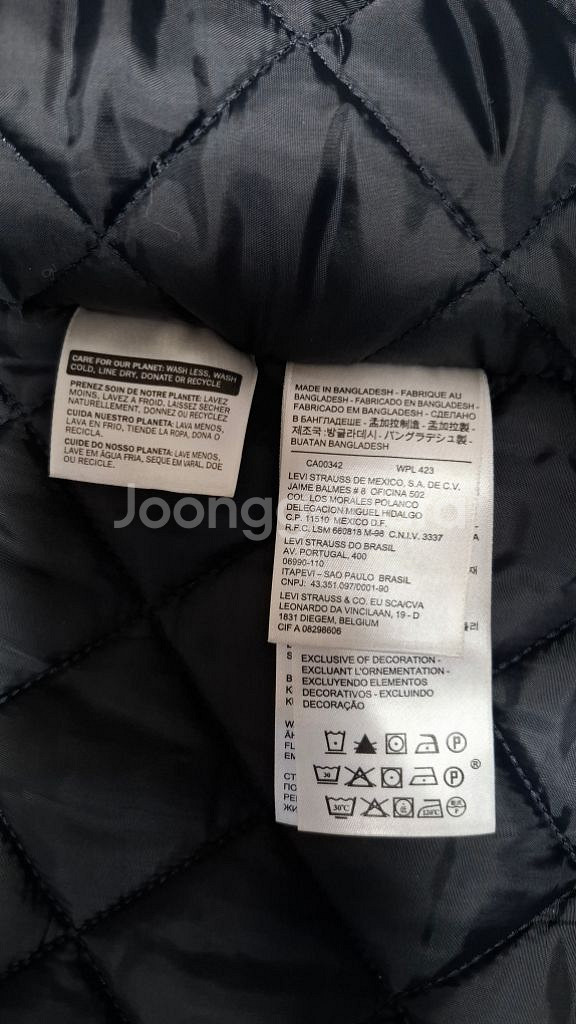 CARE FOR OUR PLANET: WASH LESS, WASH
COLD, LINE DRY, DONATE OR RECYCLE
PRENEZ SOIN DE NOTRE PLANETE: LAVEZ
MOINS, LAVEZ A FROID. LAISSEZ SECHER
NATURELLEMENT. DONNEZ OU RECYCLEZ
CUIDA NUESTRO PLANETA: LAVA MENOS,
LAVA EN FRIO, TIENDE LA ROPA, DONA O
RECICLA.
CUIDE DO NOSSO PLANETA: LAVE MENOS,
LAVE EM ÁGUA FRIA, SEQUE EM VARAL, DOE
OU RECICLE.
MADE IN BANGLADESH - FABRIQUE AU
BANGLADESH - FABRICADO EN BANGLADESH -
FABRICADO EM BANGLADESH - СДЕЛАНО
В БАНГЛАДЕШЕ - 孟加拉制造 - 孟加拉製 -
제조국 :방글라데시 - バングラデシュ製 -
BUATAN BANGLADESH
CA00342 WPL 423
LEVI STRAUSS DE MEXICO, S.A. DE C.V.
JAIME BALMES # 8 OFICINA 502
COL. LOS MORALES POLANCO
DELEGACION MIGUEL HIDALGO
C.P. 11510 MEXICO D.F.
R.F.C. LSM 660818 M-98 C.N.I.V. 3337
LEVI STRAUSS DO BRASIL
AV. PORTUGAL, 400
06990-110
ITAPEVI – SAO PAULO BRASIL
CNPJ: 43.351.097/0001-90
LEVI STRAUSS & CO. EU SCA/CVA
LEONARDO DA VINCILAAN, 19 - D
1831 DIEGEM, BELGIUM
CIF A 08298606
EXCLUSIVE OF DECORATION -
EXCLUANT L'ORNEMENTATION -
EXCLUYENDO ELEMENTOS
DECORATIVOS - EXCLUINDO
DECORAÇÃO
P
30 P ®
30°C 120°C